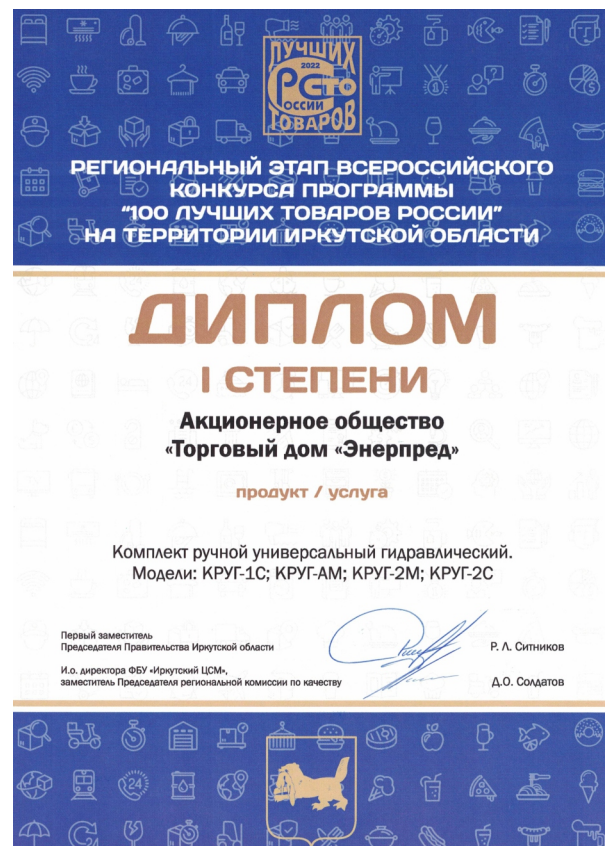 ЛУЧШИХ
2022
СТО
РОССИИ
ТОВАРОВ
РЕГИОНАЛЬНЫЙ ЭТАП ВСЕРОССИЙСКОГО
КОНКУРСА ПРОГРАММЫ
"100 ЛУЧШИХ ТОВАРОВ РОССИИ"
НА ТЕРРИТОРИИ ИРКУТСКОЙ ОБЛАСТИ
ДИПЛОМ
I СТЕПЕНИ
Акционерное общество
«Торговый дом «Энерпред»
продукт / услуга
Комплект ручной универсальный гидравлический.
Модели: КРУГ-1С; КРУГ-АМ; КРУГ-2М; КРУГ-2С
Первый заместитель
Председателя Правительства Иркутской области
Р. Л. Ситников
И.о. директора ФБУ «Иркутский ЦСМ»,
заместитель Председателя региональной комиссии по качеству
Д.О. Солдатов
24